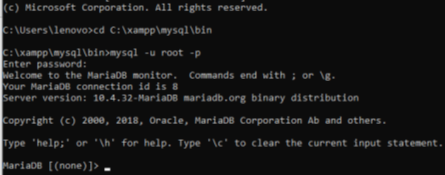 (c) Microsoft Corporation. All rights reserved.
C:\Users\lenovo>cd C:\xampp\mysql\bin
C:\xampp\mysql\bin>mysql -u root -p
Enter password:
Welcome to the MariaDB monitor.  Commands end with ; or \g.
Your MariaDB connection id is 8
Server version: 10.4.32-MariaDB mariadb.org binary distribution
Copyright (c) 2000, 2018, Oracle, MariaDB Corporation Ab and others.
Type 'help;' or '\h' for help. Type '\c' to clear the current input statement.
MariaDB [(none)]> _